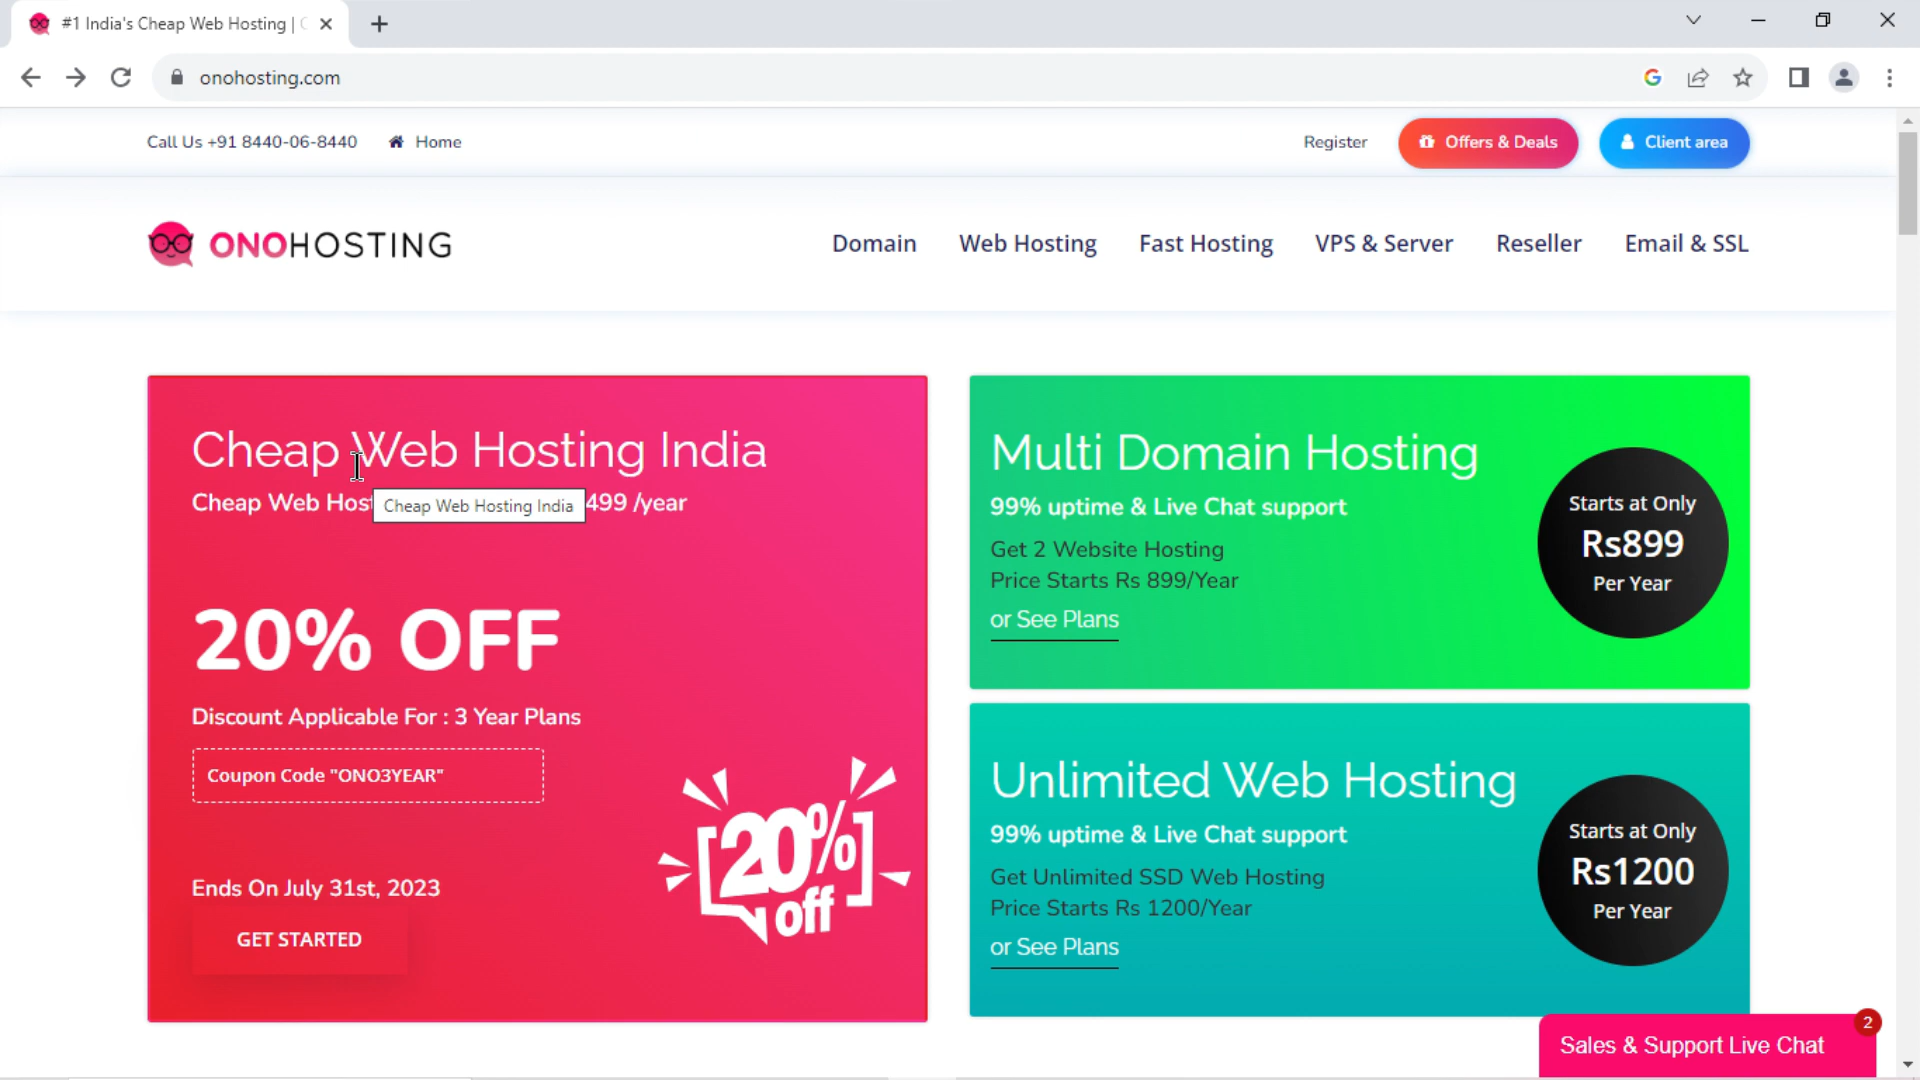 #1 India's Cheap Web Hosting |
onohosting.com
Call Us +91 8440-06-8440
Home
Register
Offers & Deals
Client area
ONOHOSTING
Domain
Web Hosting
Fast Hosting
VPS & Server
Reseller
Email & SSL
Cheap Web Hosting India
Cheap Web Host 499 /year
Cheap Web Hosting India
20% OFF
Discount Applicable For : 3 Year Plans
Coupon Code "ONO3YEAR"
Ends On July 31st, 2023
GET STARTED
20%
off
Multi Domain Hosting
99% uptime & Live Chat support
Get 2 Website Hosting
Price Starts Rs 899/Year
or See Plans
Starts at Only
Rs899
Per Year
Unlimited Web Hosting
99% uptime & Live Chat support
Get Unlimited SSD Web Hosting
Price Starts Rs 1200/Year
or See Plans
Starts at Only
Rs1200
Per Year
2
Sales & Support Live Chat